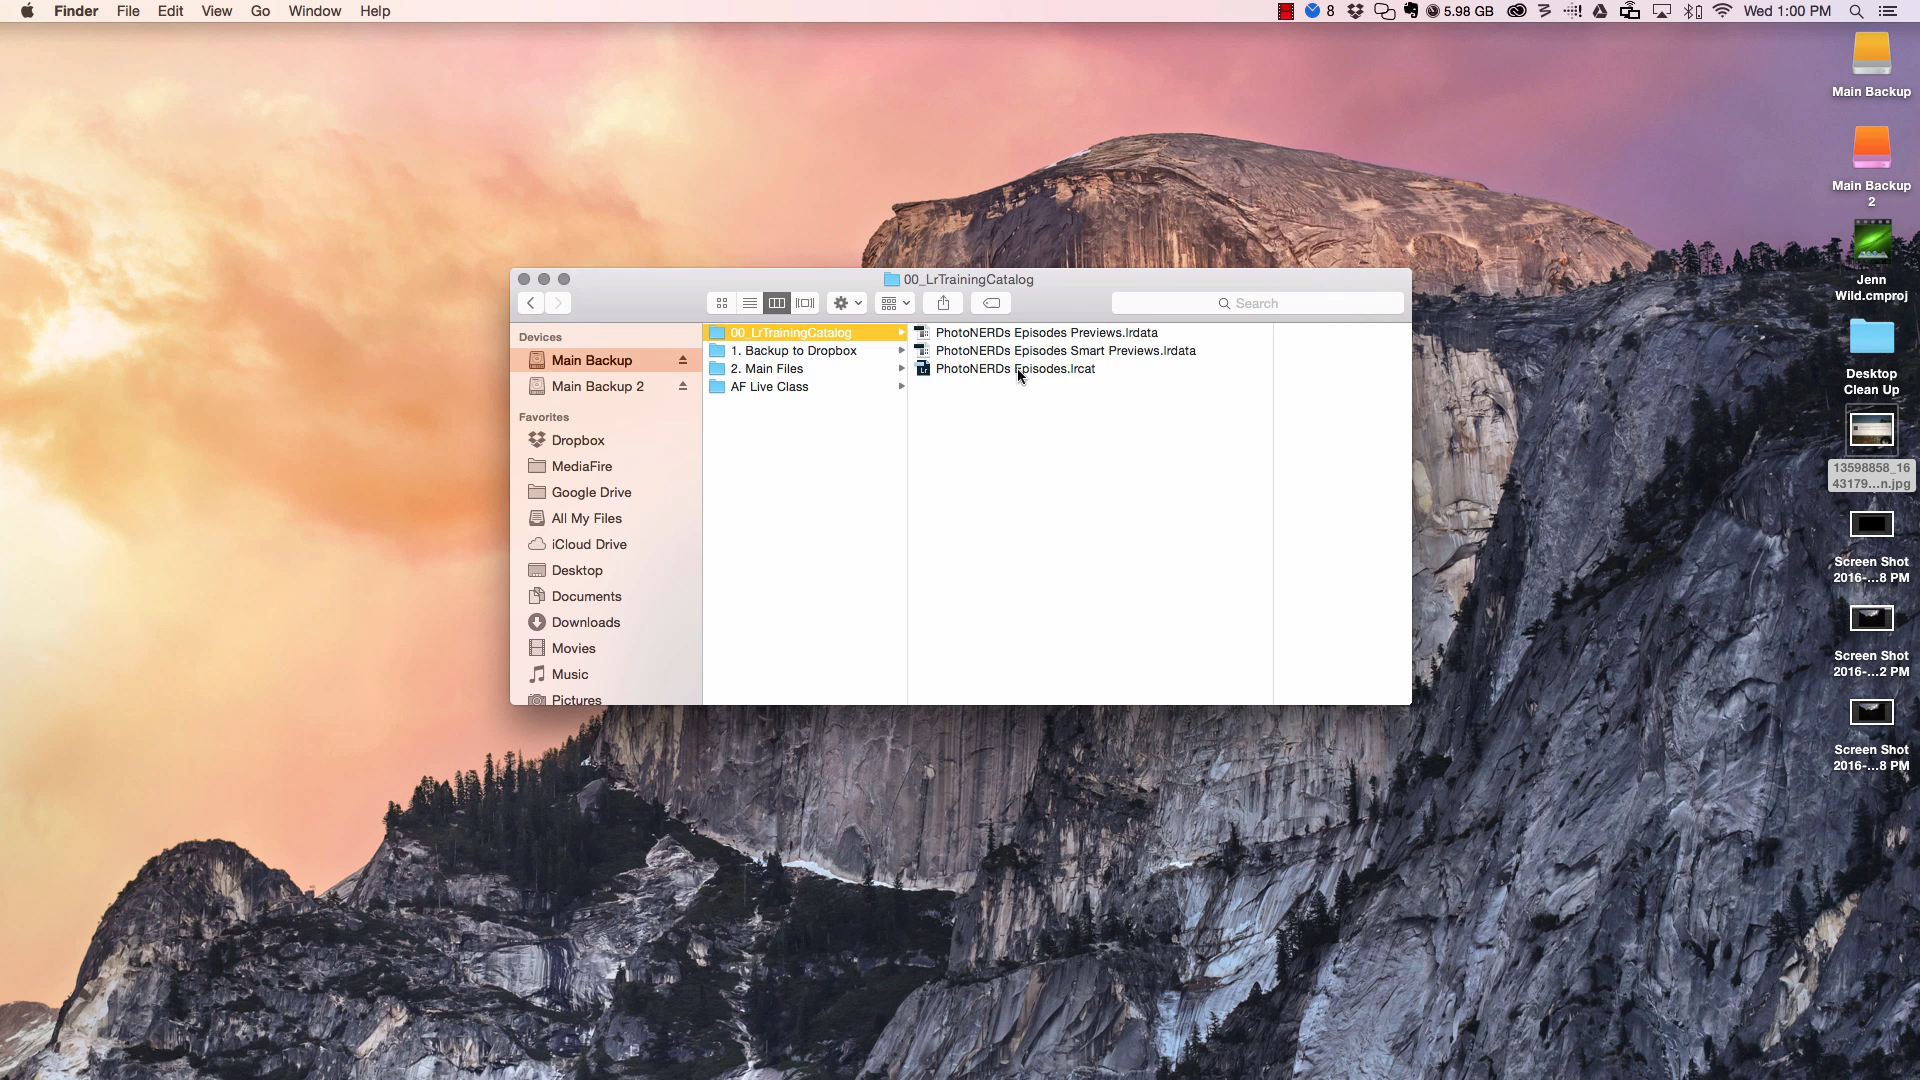 Finder File Edit View Go Window Help
8 5.98 GB Wed 1:00 PM
Main Backup
Main Backup
2
Jenn
Wild.cmproj
Desktop
Clean Up
13598858_16
43179...n.jpg
Screen Shot
2016-...8 PM
Screen Shot
2016-...2 PM
Screen Shot
2016-...8 PM
00_LrTrainingCatalog
Search
Devices
Main Backup
Main Backup 2
Favorites
Dropbox
MediaFire
Google Drive
All My Files
iCloud Drive
Desktop
Documents
Downloads
Movies
Music
Pictures
00_LrTrainingCatalog
1. Backup to Dropbox
2. Main Files
AF Live Class
PhotoNERDs Episodes Previews.lrdata
PhotoNERDs Episodes Smart Previews.lrdata
PhotoNERDs Episodes.lrcat
Lr